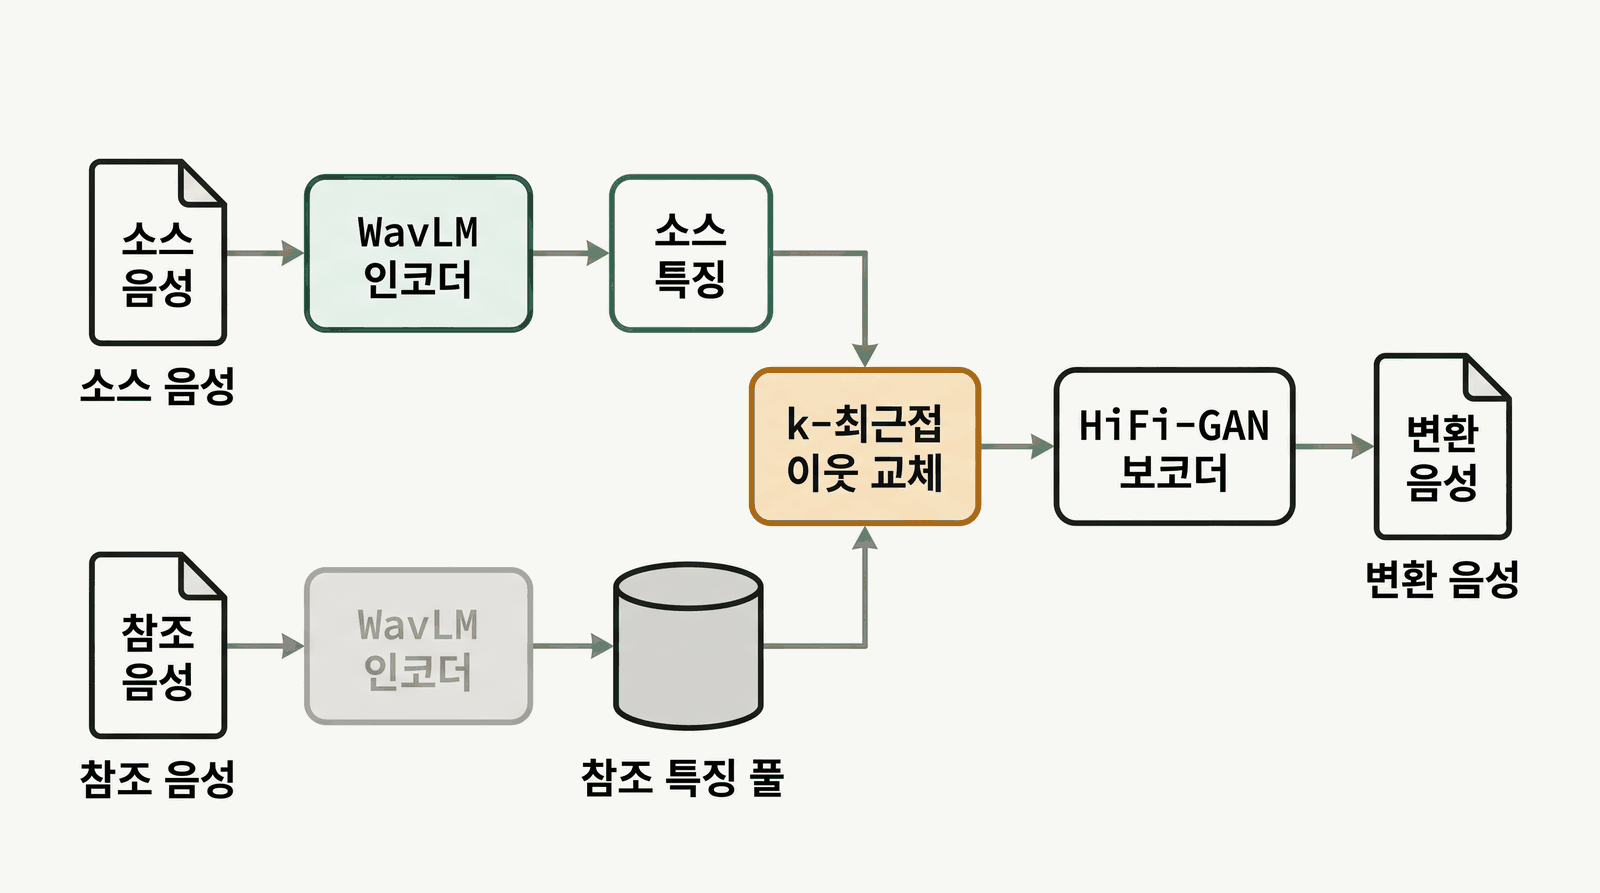 소스
음성
소스 음성
WavLM
인코더
소스
특징
k-최근접
이웃 교체
HiFi-GAN
보코더
변환
음성
변환 음성
참조
음성
참조 음성
WavLM
인코더
참조 특징 풀